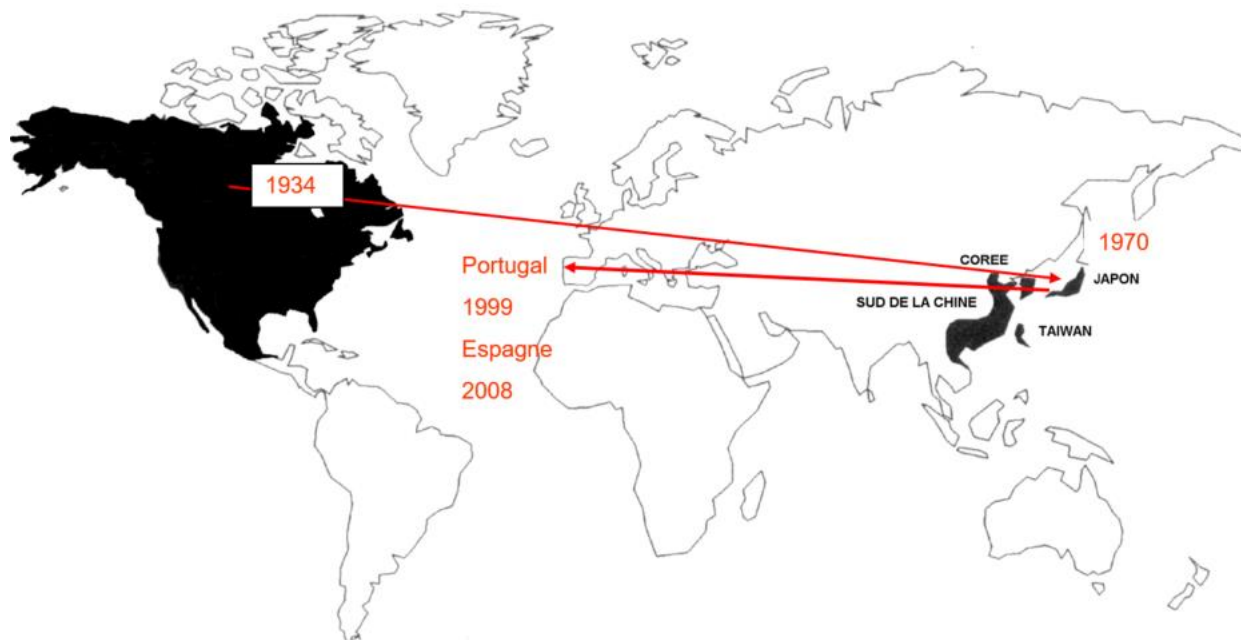 1934
1970
COREE
Portugal
JAPON
1999
SUD DE LA CHINE
TAIWAN
Espagne
2008